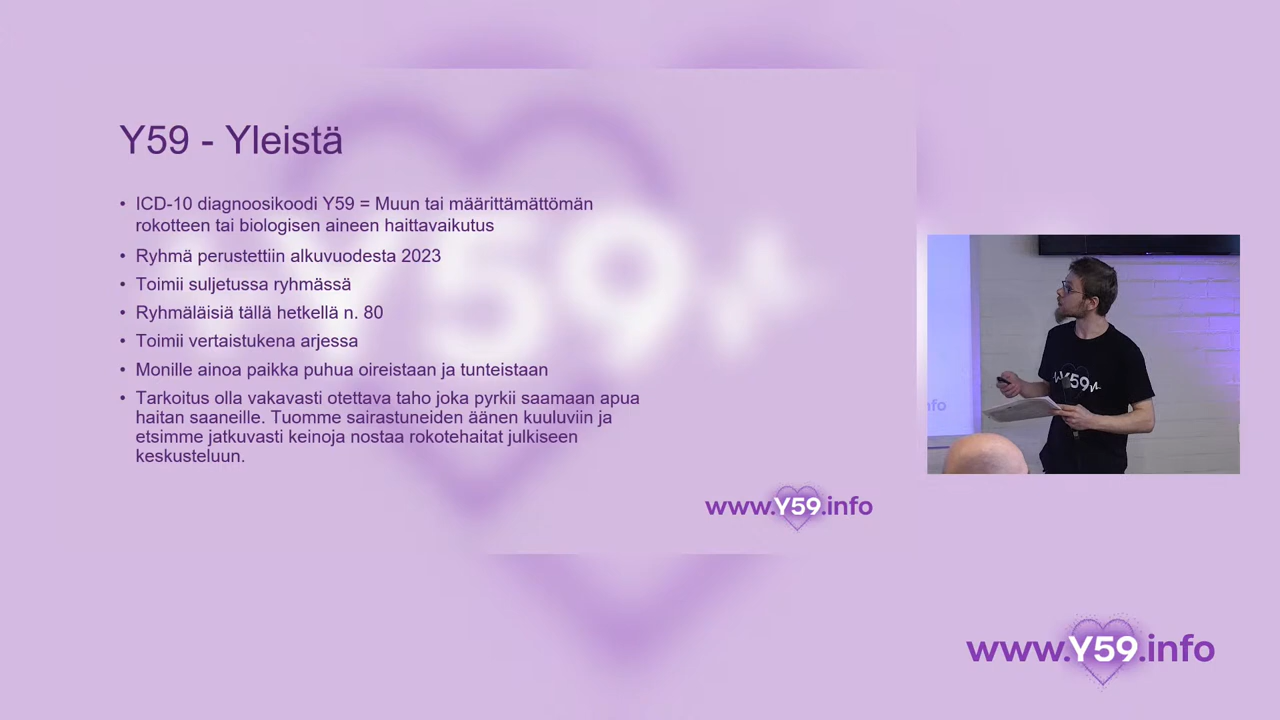 Y59 - Yleistä
• ICD-10 diagnoosikoodi Y59 = Muun tai määrittämättömän
rokotteen tai biologisen aineen haittavaikutus
• Ryhmä perustettiin alkuvuodesta 2023
• Toimii suljetussa ryhmässä
• Ryhmäläisiä tällä hetkellä n. 80
• Toimii vertaistukena arjessa
• Monille ainoa paikka puhua oireistaan ja tunteistaan
• Tarkoitus olla vakavasti otettava taho joka pyrkii saamaan apua
haitan saaneille. Tuomme sairastuneiden äänen kuuluviin ja
etsimme jatkuvasti keinoja nostaa rokotehaitat julkiseen
keskusteluun.
www.Y59.info
Y59
nfo
www.Y59.info